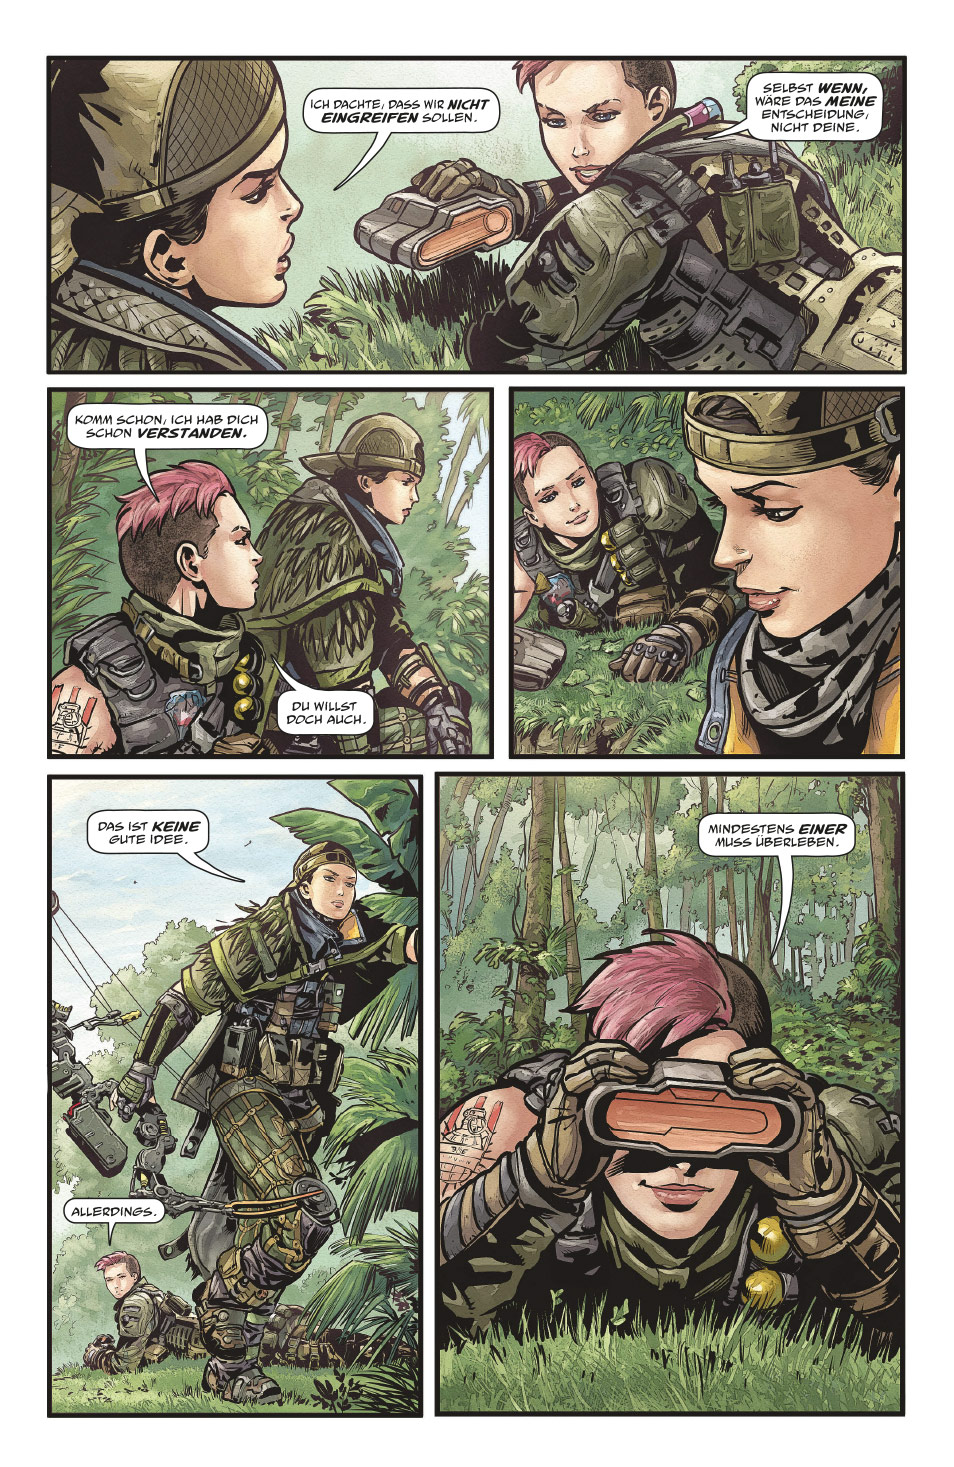 ICH DACHTE, DASS WIR NICHT
EINGREIFEN SOLLEN.
SELBST WENN,
WÄRE DAS MEINE
ENTSCHEIDUNG,
NICHT DEINE.
KOMM SCHON, ICH HAB DICH
SCHON VERSTANDEN.
DU WILLST
DOCH AUCH.
DAS IST KEINE
GUTE IDEE.
ALLERDINGS.
MINDESTENS EINER
MUSS ÜBERLEBEN.